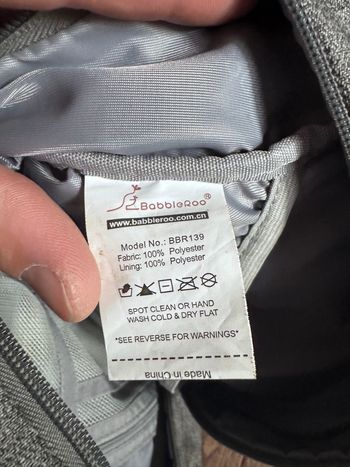 BabbleRoo®
www.babbleroo.com.cn
Model No.: BBR139
Fabric: 100% Polyester
Lining: 100% Polyester
SPOT CLEAN OR HAND
WASH COLD & DRY FLAT
*SEE REVERSE FOR WARNINGS*
Made in China